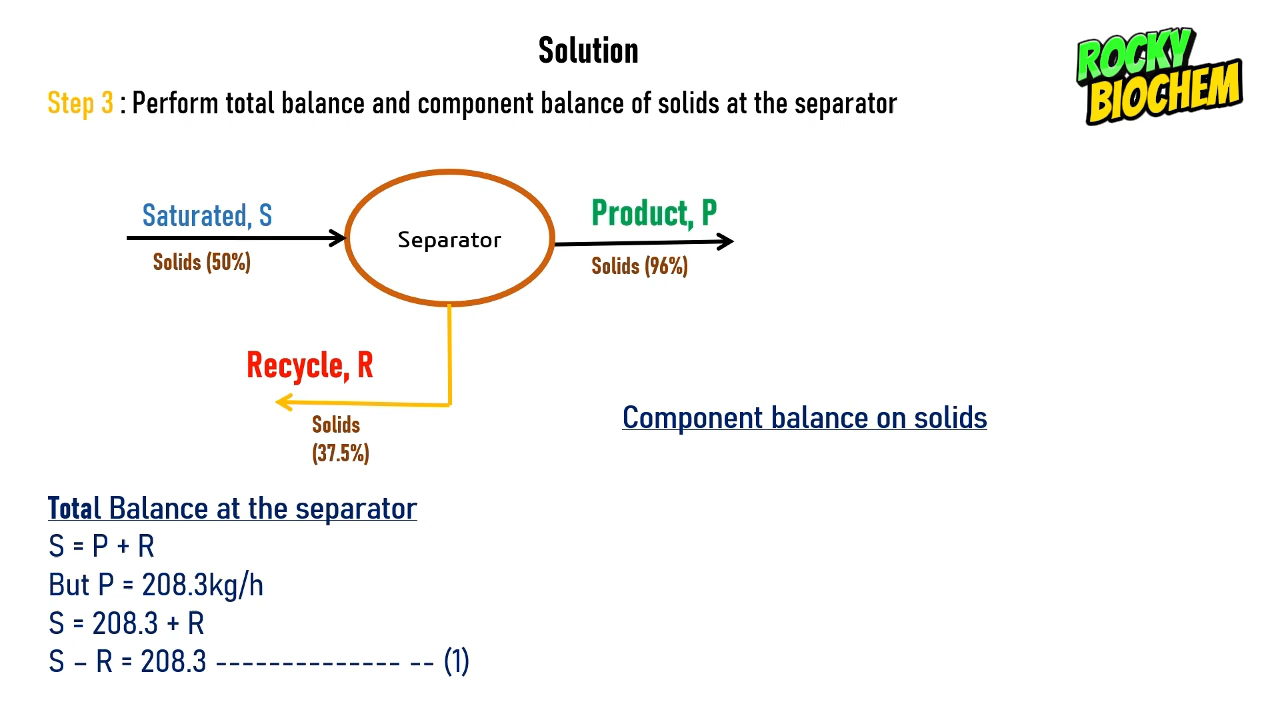 Solution
ROCKY
BIOCHEM
Step 3 : Perform total balance and component balance of solids at the separator
Saturated, S
Solids (50%)
Separator
Product, P
Solids (96%)
Recycle, R
Solids
(37.5%)
Component balance on solids
Total Balance at the separator
S = P + R
But P = 208.3kg/h
S = 208.3 + R
S – R = 208.3 -------------- -- (1)